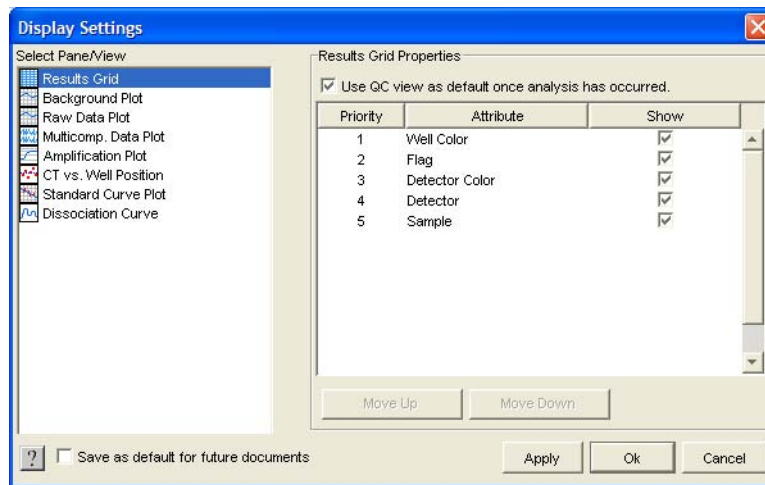 Display Settings
Select Pane/View
Results Grid
Background Plot
Raw Data Plot
Multicomp. Data Plot
Amplification Plot
CT vs. Well Position
Standard Curve Plot
Dissociation Curve
Results Grid Properties
Use QC view as default once analysis has occurred.
Priority Attribute Show
1 Well Color
2 Flag
3 Detector Color
4 Detector
5 Sample
Move Up Move Down
? Save as default for future documents
Apply Ok Cancel